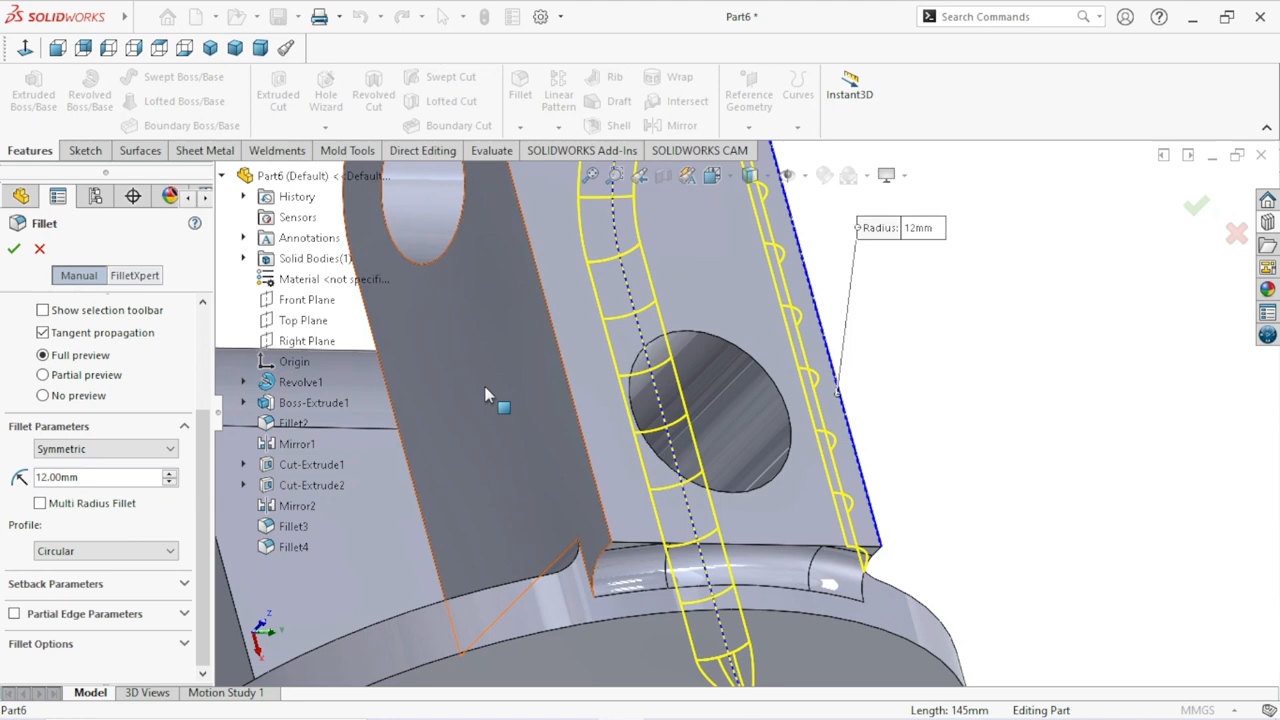 SOLIDWORKS
Part6 *
Search Commands
Extruded Boss/Base
Revolved Boss/Base
Swept Boss/Base
Lofted Boss/Base
Boundary Boss/Base
Extruded Cut
Hole Wizard
Revolved Cut
Swept Cut
Lofted Cut
Boundary Cut
Fillet
Linear Pattern
Rib
Draft
Shell
Wrap
Intersect
Mirror
Reference Geometry
Curves
Instant3D
Features
Sketch
Surfaces
Sheet Metal
Weldments
Mold Tools
Direct Editing
Evaluate
SOLIDWORKS Add-Ins
SOLIDWORKS CAM
Fillet
Manual
FilletXpert
Show selection toolbar
Tangent propagation
Full preview
Partial preview
No preview
Fillet Parameters
Symmetric
12.00mm
Multi Radius Fillet
Profile:
Circular
Setback Parameters
Partial Edge Parameters
Fillet Options
Part6 (Default) <<Default...
History
Sensors
Annotations
Solid Bodies(1)
Material <not specifi...
Front Plane
Top Plane
Right Plane
Origin
Revolve1
Boss-Extrude1
Fillet2
Mirror1
Cut-Extrude1
Cut-Extrude2
Mirror2
Fillet3
Fillet4
Radius: 12mm
Z
Y
X
Model
3D Views
Motion Study 1
Part6
Length: 145mm
Editing Part
MMGS